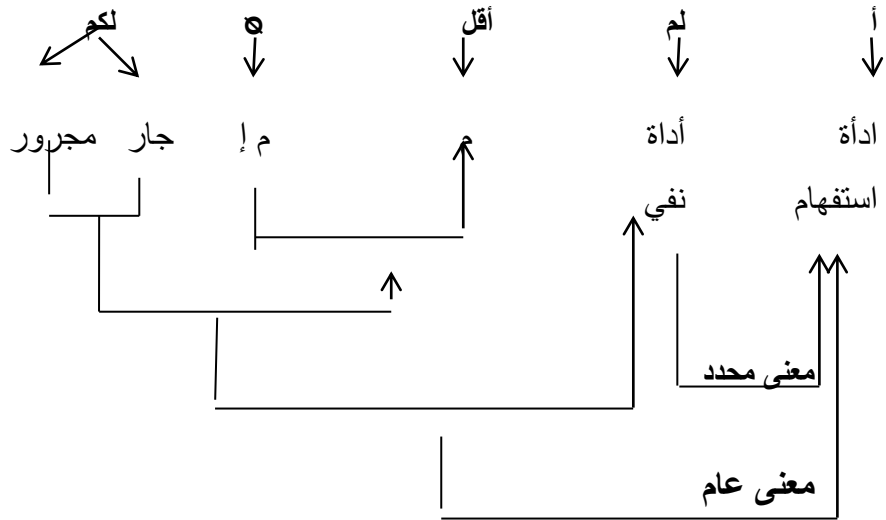 أ لم أقل Ø لكم
ادأة أداة م م إ جار مجرور
استفهام نفي
معنى محدد
معنى عام